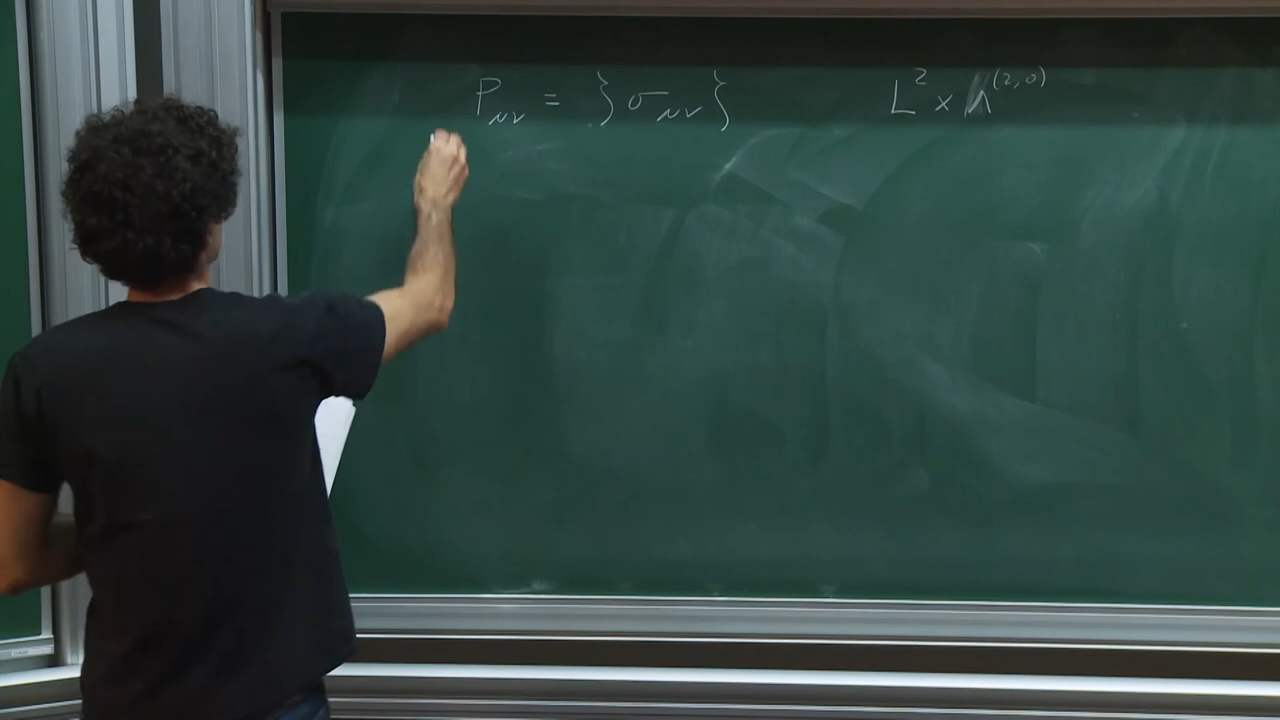 P_{μν} = ξ σ_{μν} ξ L² × Λ^{(2,0)}